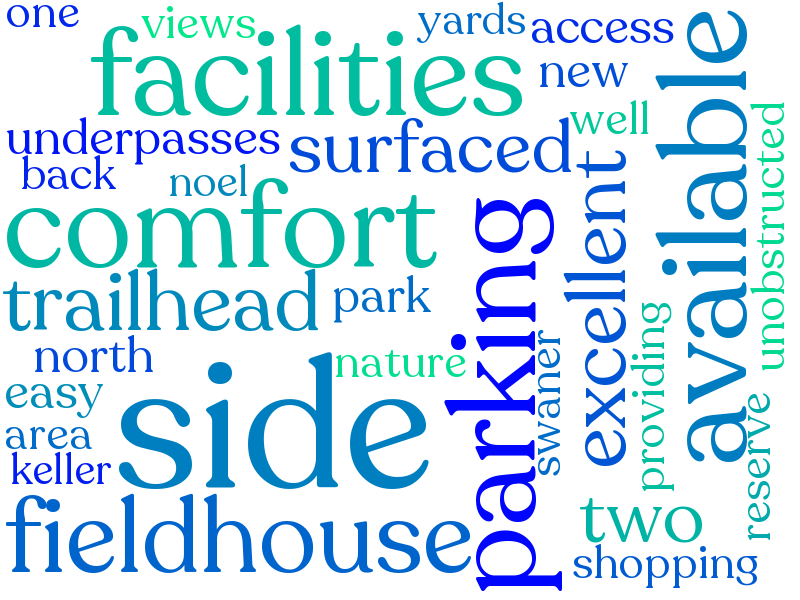 one
views
yards
access
facilities
new
available
underpasses
surfaced
well
back
noel
unobstructed
comfort
excellent
parking
trailhead
park
north
nature
swaner
providing
easy
side
area
keller
reserve
fieldhouse
two
shopping